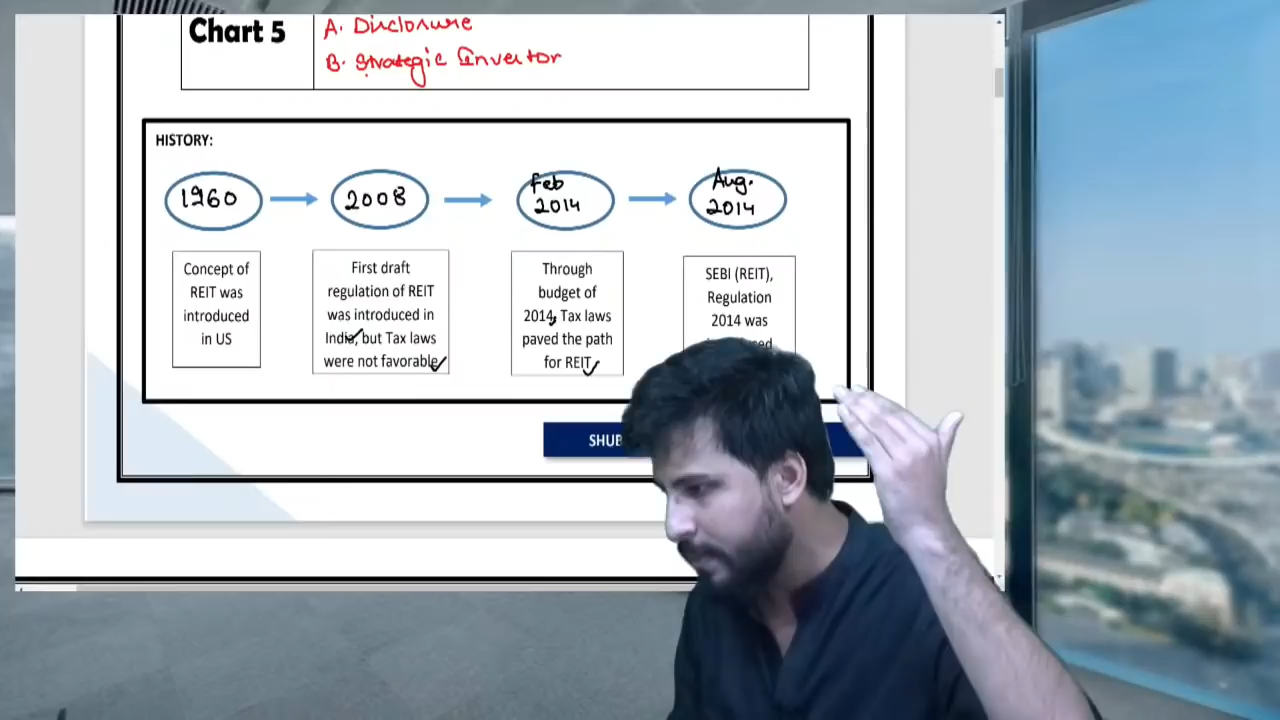 Chart 5
A. Disclosure
B. Strategic Investor
HISTORY:
1960
2008
Feb
2014
Aug.
2014
Concept of
REIT was
introduced
in US
First draft
regulation of REIT
was introduced in
India, but Tax laws
were not favorable
Through
budget of
2014, Tax laws
paved the path
for REIT
SEBI (REIT),
Regulation
2014 was